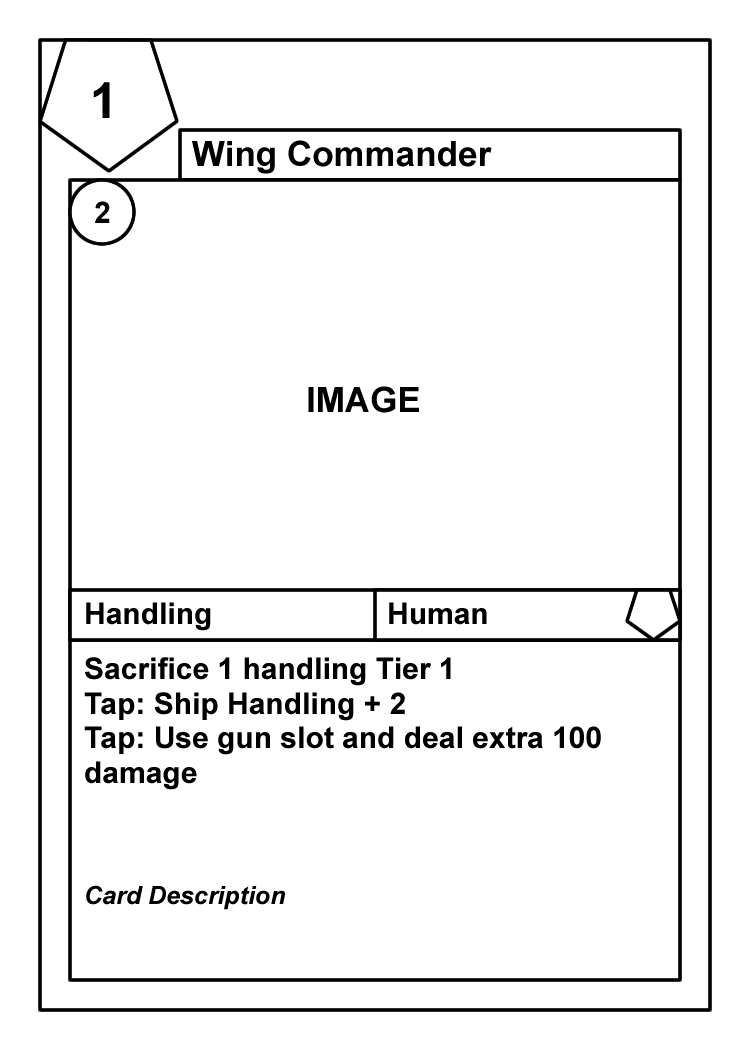 1
Wing Commander
2
IMAGE
Handling
Human
Sacrifice 1 handling Tier 1
Tap: Ship Handling + 2
Tap: Use gun slot and deal extra 100
damage
Card Description